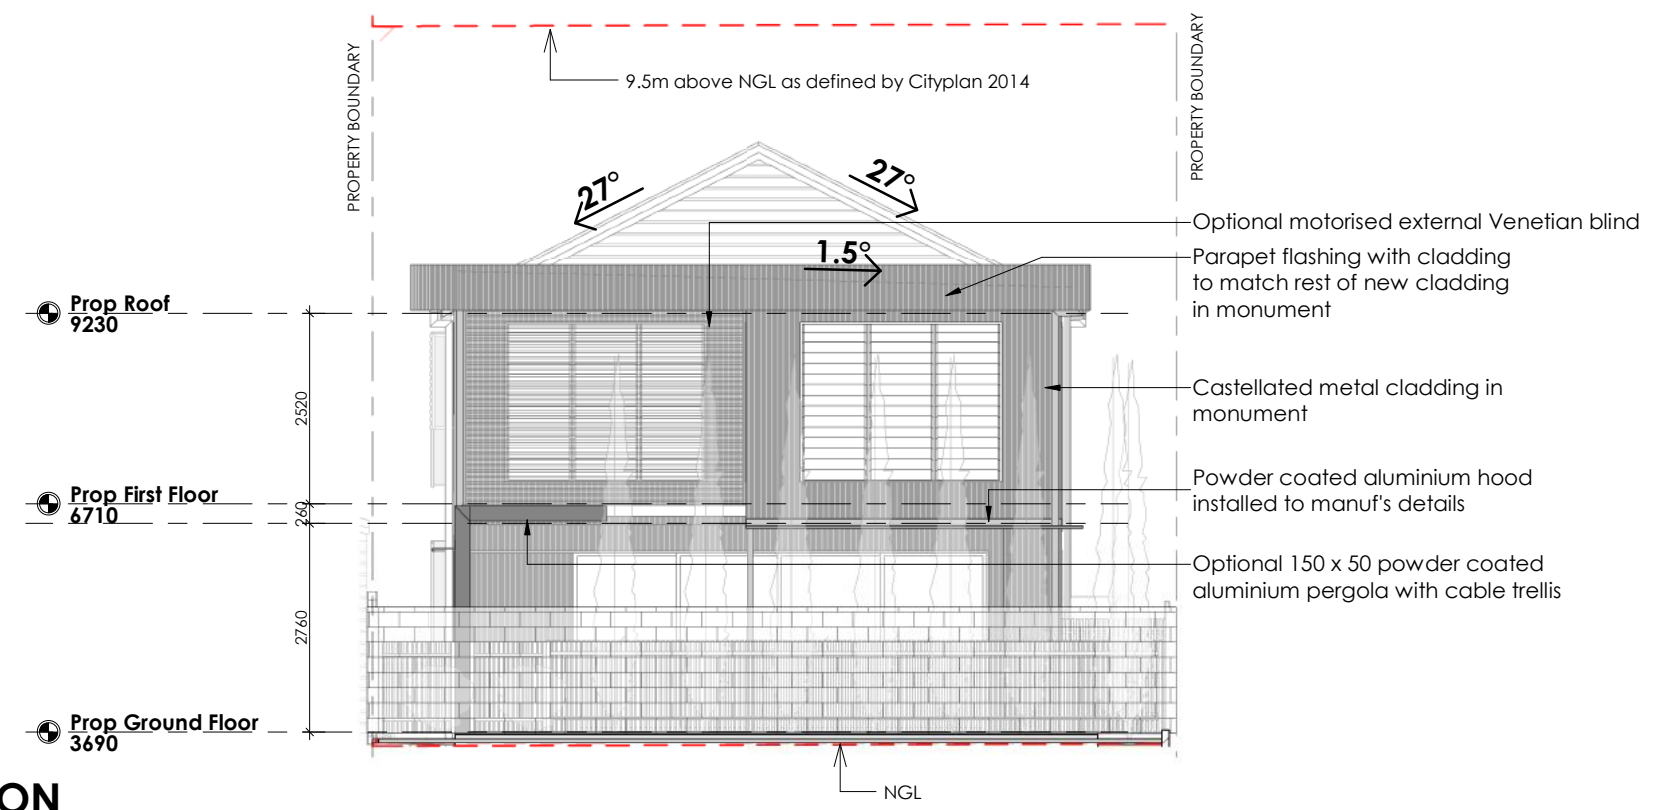 PROPERTY BOUNDARY
PROPERTY BOUNDARY
9.5m above NGL as defined by Cityplan 2014
27°
27°
1.5°
Optional motorised external Venetian blind
Parapet flashing with cladding
to match rest of new cladding
in monument
Prop Roof
9230
2520
Castellated metal cladding in
monument
Prop First Floor
6710
260
Powder coated aluminium hood
installed to manuf's details
Optional 150 x 50 powder coated
aluminium pergola with cable trellis
2760
Prop Ground Floor
3690
NGL
ON